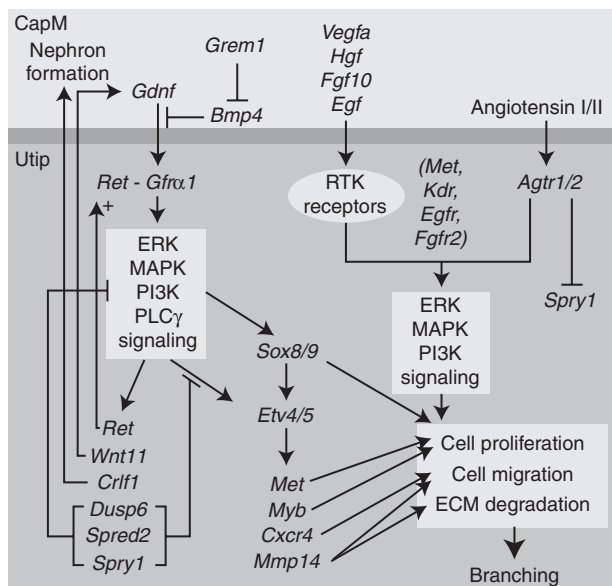 CapM
Nephron
formation
Gdnf
Grem1
Bmp4
Vegfa
Hgf
Fgf10
Egf
Angiotensin I/II
Utip
Ret - Gfrα1
+
RTK
receptors
(Met,
Kdr,
Egfr,
Fgfr2)
Agtr1/2
Spry1
ERK
MAPK
PI3K
PLCγ
signaling
ERK
MAPK
PI3K
signaling
Sox8/9
Etv4/5
Ret
Wnt11
Crlf1
Dusp6
Spred2
Spry1
Met
Myb
Cxcr4
Mmp14
Cell proliferation
Cell migration
ECM degradation
Branching